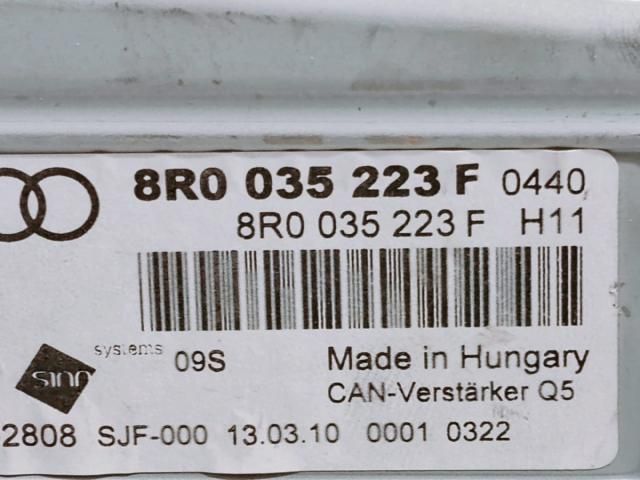 8R0 035 223 F 0440
8R0 035 223 F H11
systems 09S Made in Hungary
CAN-Verstärker Q5
2808 SJF-000 13.03.10 0001 0322